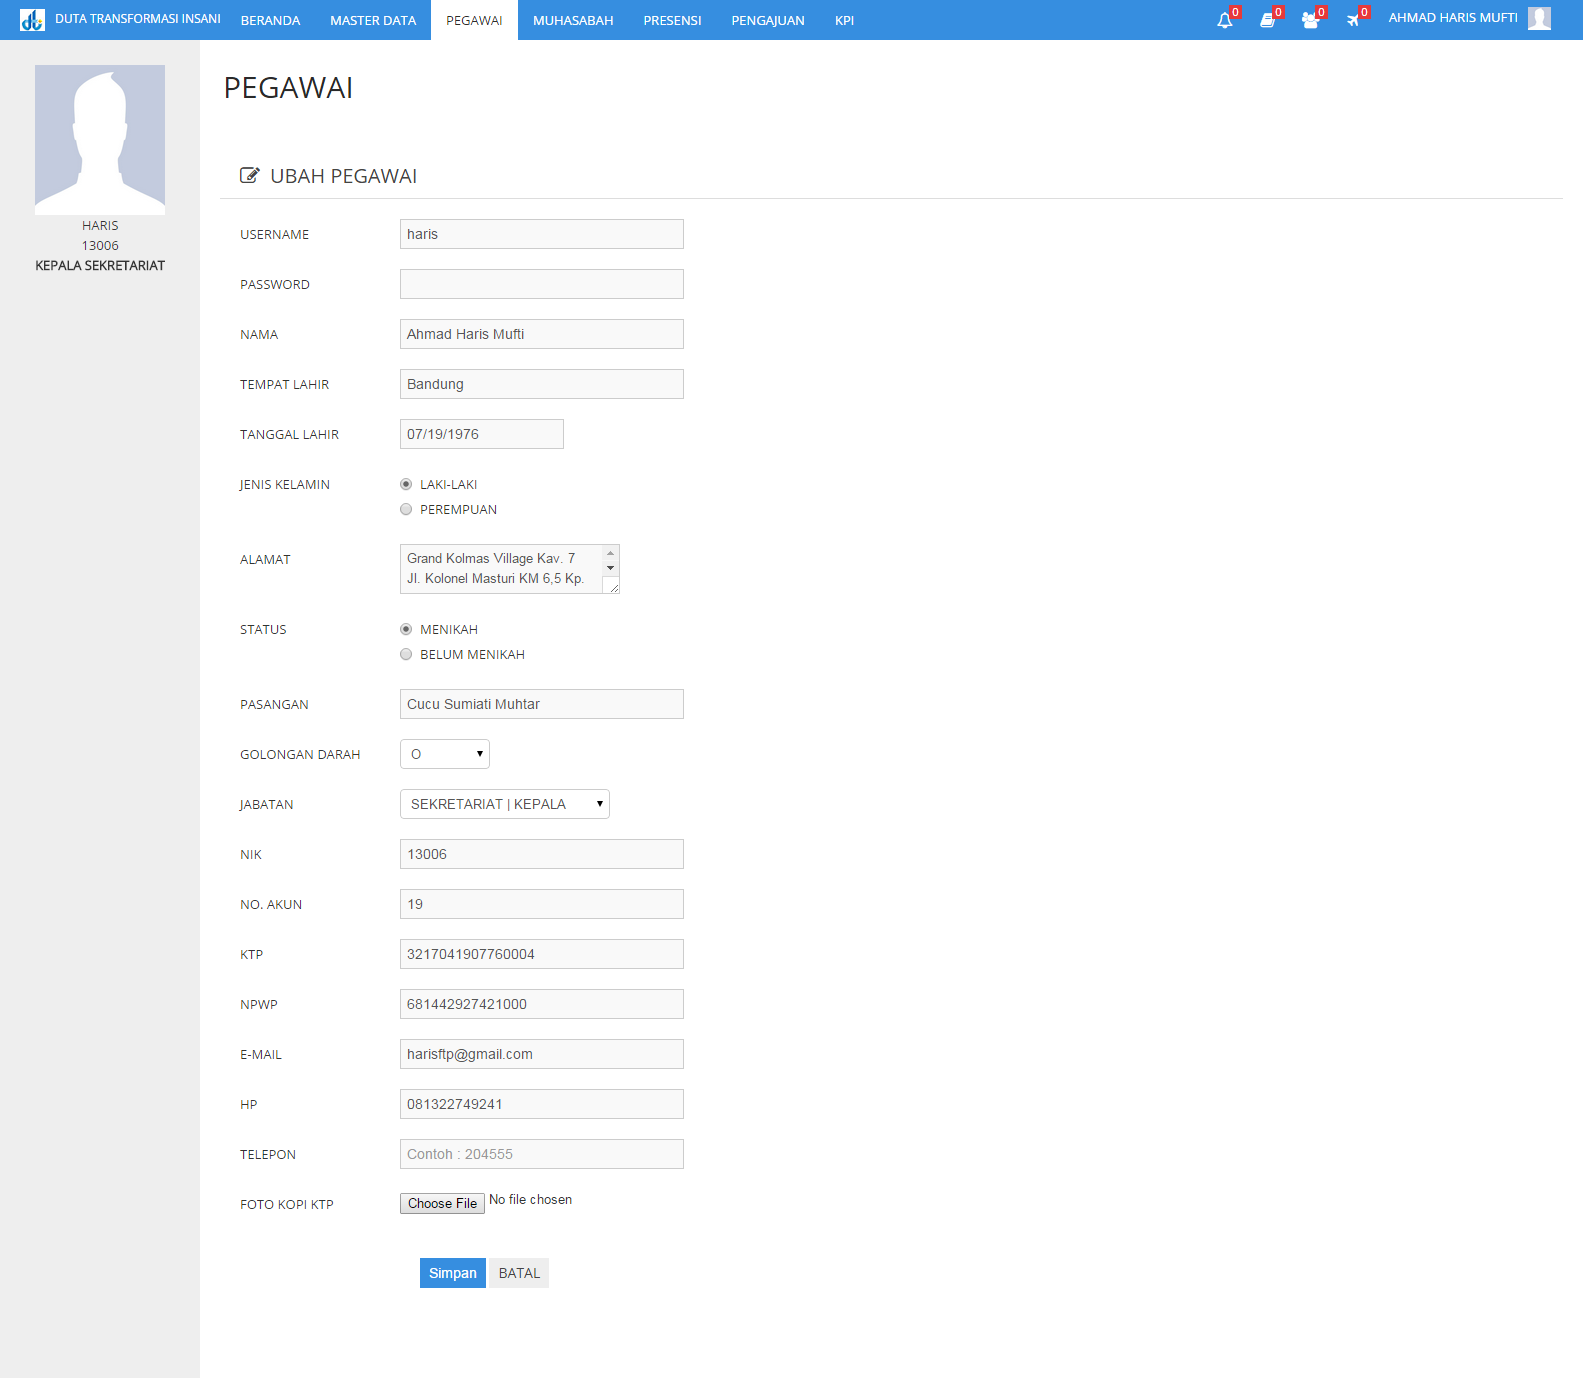 DUTA TRANSFORMASI INSANI BERANDA MASTER DATA PEGAWAI MUHASABAH PRESENSI PENGAJUAN KPI 0 0 0 0 AHMAD HARIS MUFTI
HARIS
13006
KEPALA SEKRETARIAT
PEGAWAI
UBAH PEGAWAI
USERNAME haris
PASSWORD
NAMA Ahmad Haris Mufti
TEMPAT LAHIR Bandung
TANGGAL LAHIR 07/19/1976
JENIS KELAMIN LAKI-LAKI
PEREMPUAN
ALAMAT Grand Kolmas Village Kav. 7
Jl. Kolonel Masturi KM 6,5 Kp.
STATUS MENIKAH
BELUM MENIKAH
PASANGAN Cucu Sumiati Muhtar
GOLONGAN DARAH O
JABATAN SEKRETARIAT | KEPALA
NIK 13006
NO. AKUN 19
KTP 3217041907760004
NPWP 681442927421000
E-MAIL harisftp@gmail.com
HP 081322749241
TELEPON Contoh : 204555
FOTO KOPI KTP Choose File No file chosen
Simpan BATAL